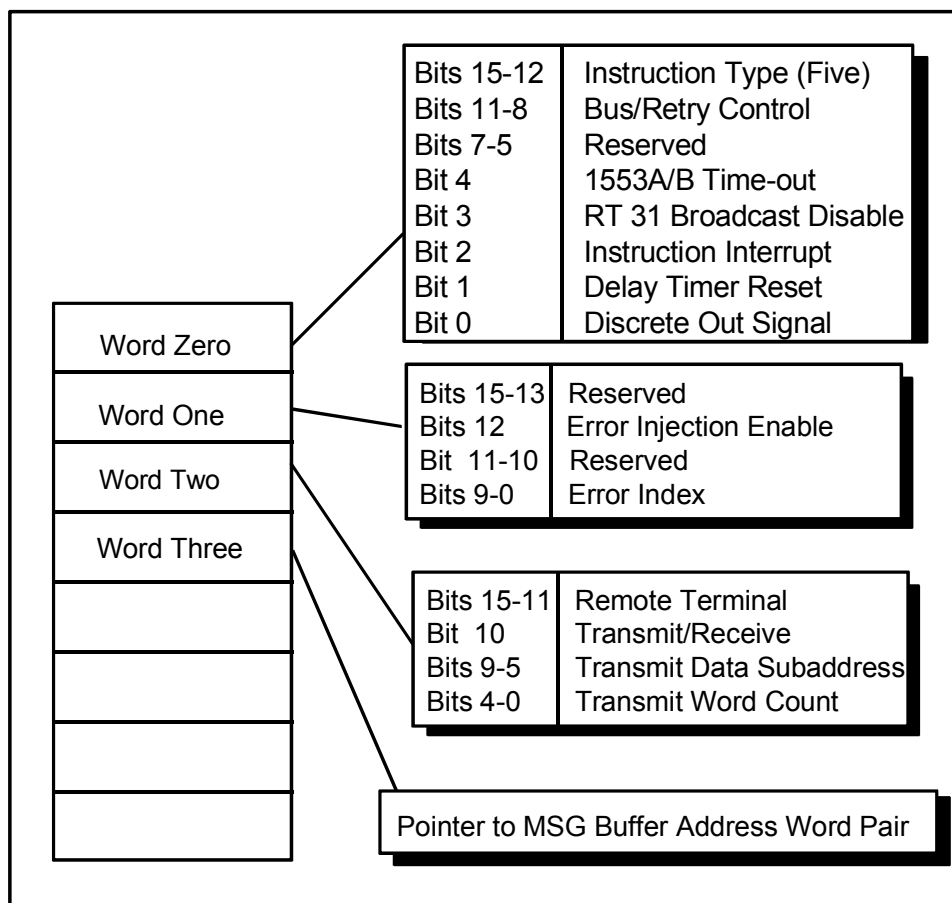 Bits 15-12 Instruction Type (Five)
Bits 11-8 Bus/Retry Control
Bits 7-5 Reserved
Bit 4 1553A/B Time-out
Bit 3 RT 31 Broadcast Disable
Bit 2 Instruction Interrupt
Bit 1 Delay Timer Reset
Bit 0 Discrete Out Signal
Word Zero
Word One
Word Two
Word Three
Bits 15-13 Reserved
Bits 12 Error Injection Enable
Bit 11-10 Reserved
Bits 9-0 Error Index
Bits 15-11 Remote Terminal
Bit 10 Transmit/Receive
Bits 9-5 Transmit Data Subaddress
Bits 4-0 Transmit Word Count
Pointer to MSG Buffer Address Word Pair